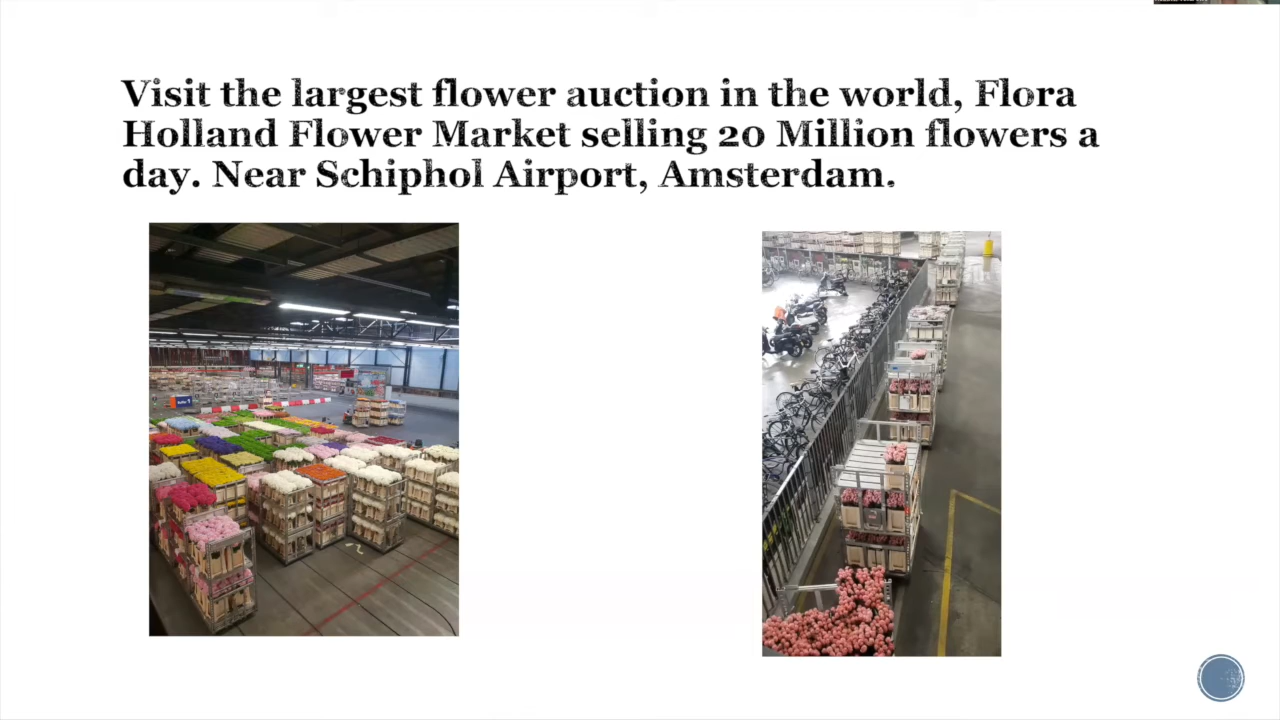 Visit the largest flower auction in the world, Flora
Holland Flower Market selling 20 Million flowers a
day. Near Schiphol Airport, Amsterdam.